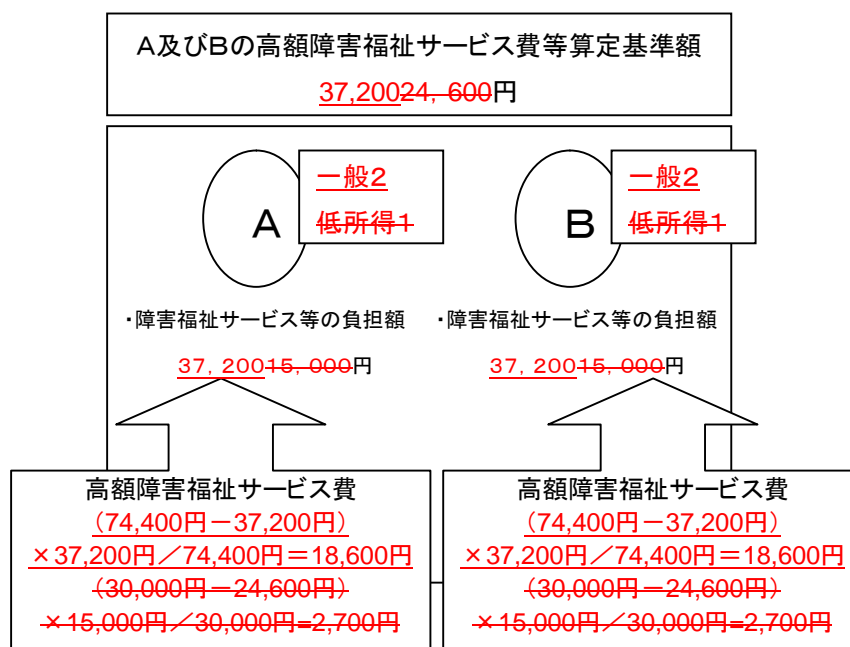 A及びBの高額障害福祉サービス費等算定基準額
37,20024,600円
一般2
低所得1
A
一般2
低所得1
B
・障害福祉サービス等の負担額
・障害福祉サービス等の負担額
37,20015,000円
37,20015,000円
高額障害福祉サービス費
(74,400円-37,200円)
×37,200円/74,400円=18,600円
(30,000円-24,600円)
×15,000円/30,000円=2,700円
高額障害福祉サービス費
(74,400円-37,200円)
×37,200円/74,400円=18,600円
(30,000円-24,600円)
×15,000円/30,000円=2,700円